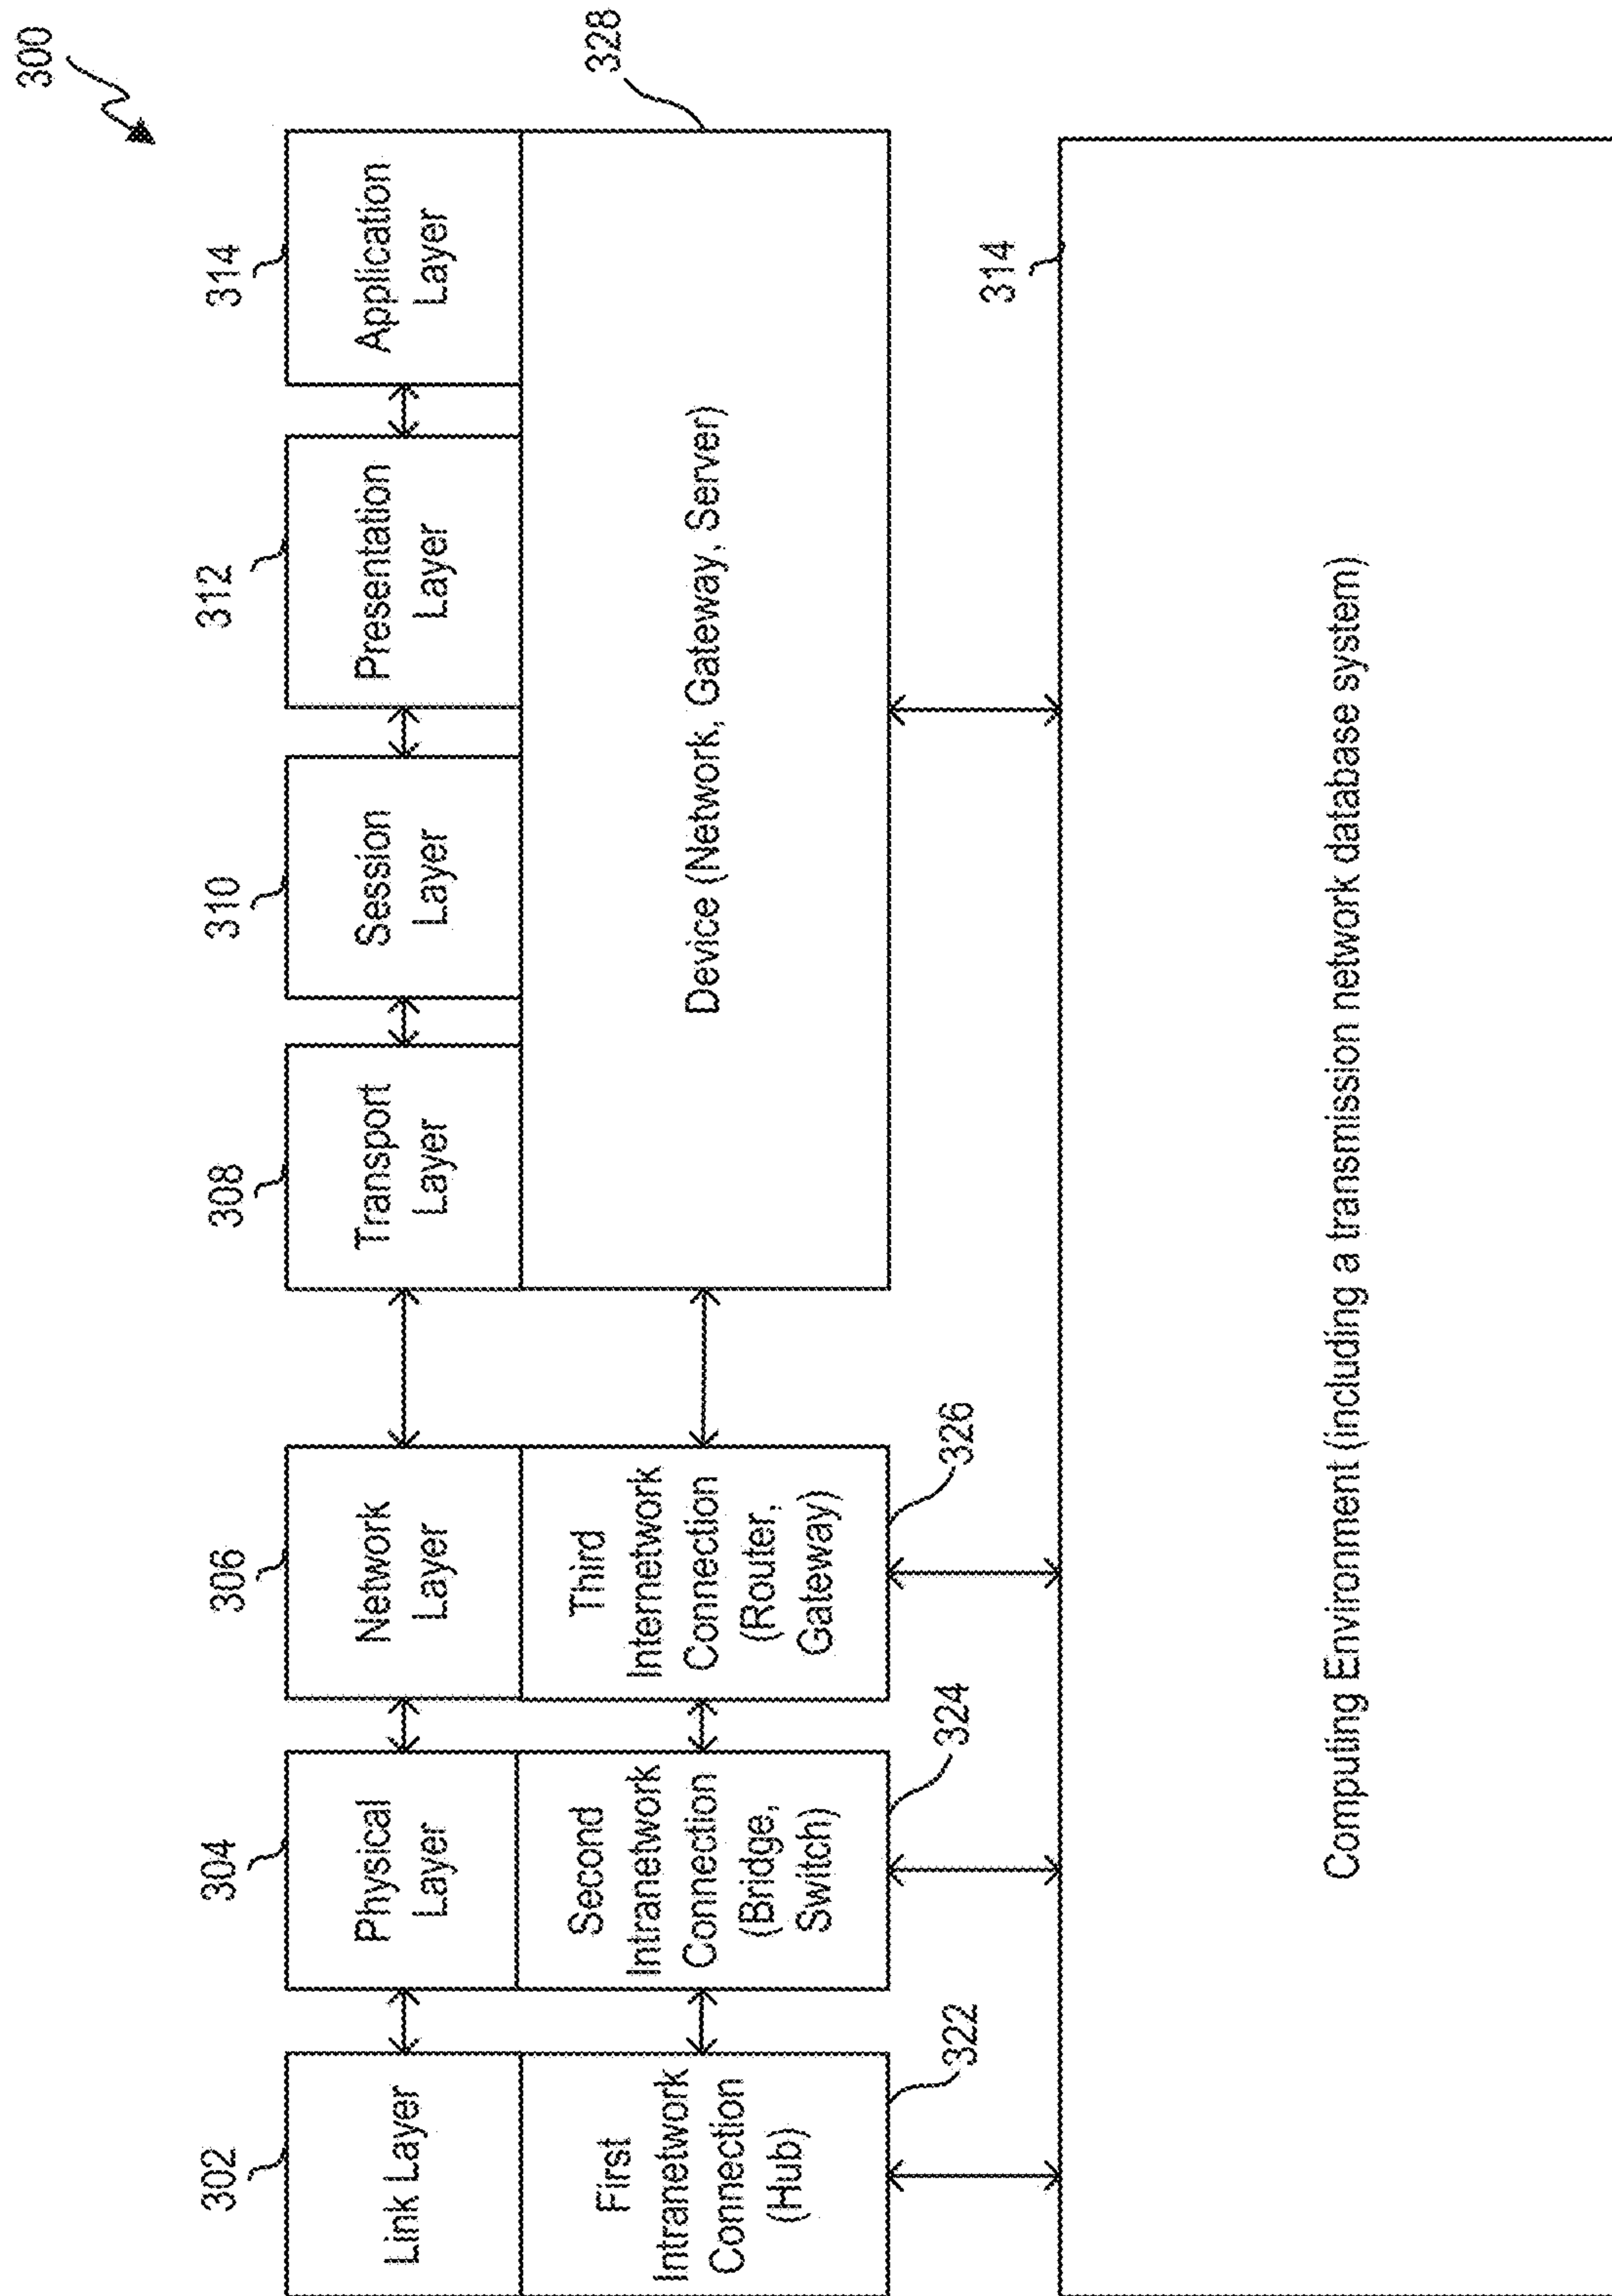 300
302
304
306
308
310
312
314
Link Layer
Physical
Layer
Network
Layer
Transport
Layer
Session
Layer
Presentation
Layer
Application
Layer
First
Intranetwork
Connection
(Hub)
Second
Intranetwork
Connection
(Bridge,
Switch)
Third
Internetwork
Connection
(Router,
Gateway)
Device (Network, Gateway, Server)
328
322
324
326
314
Computing Environment (including a transmission network database system)